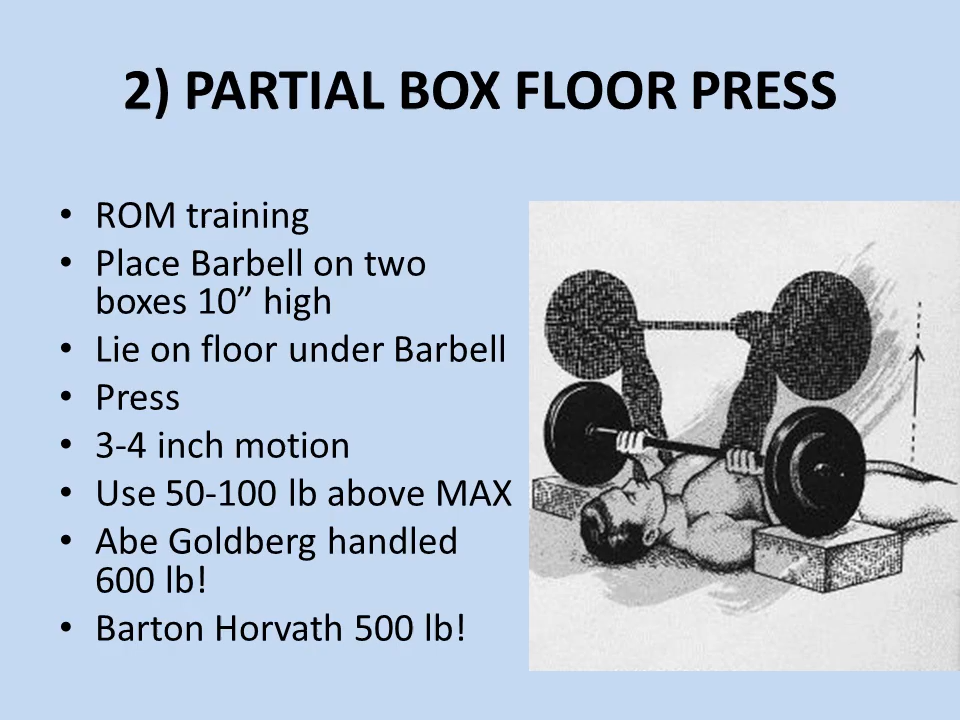 2) PARTIAL BOX FLOOR PRESS
• ROM training
• Place Barbell on two
boxes 10” high
• Lie on floor under Barbell
• Press
• 3-4 inch motion
• Use 50-100 lb above MAX
• Abe Goldberg handled
600 lb!
• Barton Horvath 500 lb!